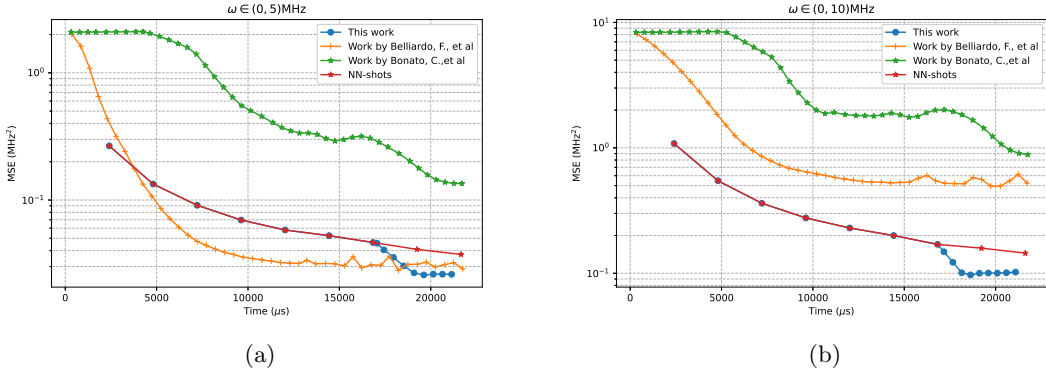 ω ∈ (0, 5)MHz
This work
Work by Belliardo, F., et al
Work by Bonato, C.,et al
NN-shots
MSE (MHz²)
10⁰
10⁻¹
0 5000 10000 15000 20000
Time (μs)
(a)
ω ∈ (0, 10)MHz
This work
Work by Belliardo, F., et al
Work by Bonato, C.,et al
NN-shots
MSE (MHz²)
10¹
10⁰
10⁻¹
0 5000 10000 15000 20000
Time (μs)
(b)